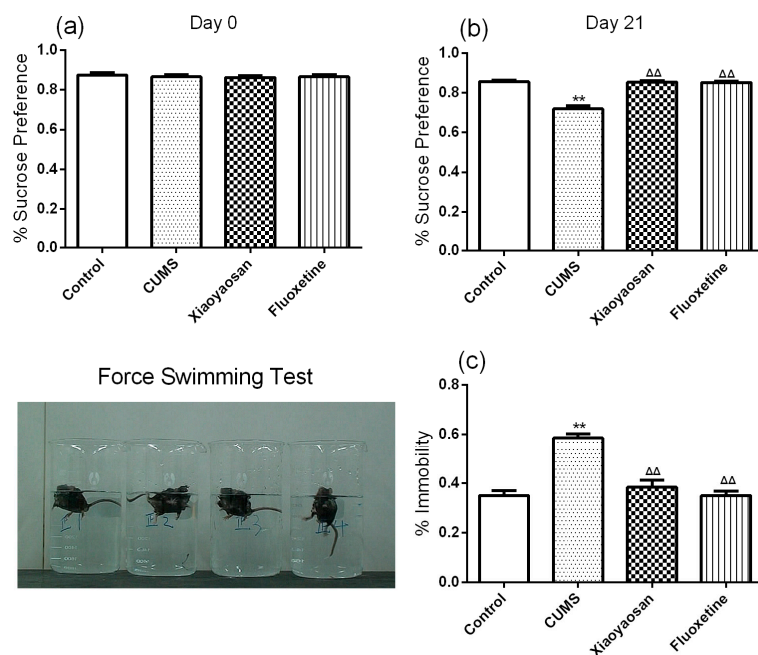 (a)
Day 0
% Sucrose Preference
1.0
0.8
0.6
0.4
0.2
0.0
Control
CUMS
Xiaoyaosan
Fluoxetine
(b)
Day 21
% Sucrose Preference
1.0
0.8
0.6
0.4
0.2
0.0
**
ΔΔ
ΔΔ
Control
CUMS
Xiaoyaosan
Fluoxetine
Force Swimming Test
(c)
% Immobility
0.8
0.6
0.4
0.2
0.0
**
ΔΔ
ΔΔ
Control
CUMS
Xiaoyaosan
Fluoxetine